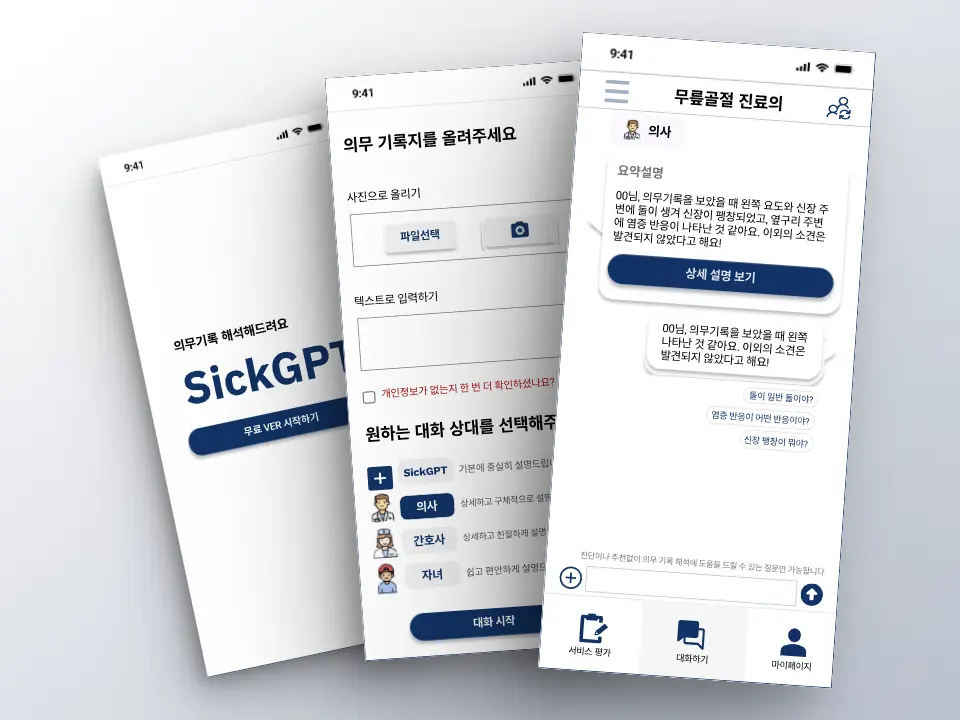 9:41
의무기록 해석해드려요
SickGPT
무료 VER 시작하기
9:41
의무 기록지를 올려주세요
사진으로 올리기
파일선택
텍스트로 입력하기
개인정보가 없는지 한 번 더 확인하셨나요?
원하는 대화 상대를 선택해주
SickGPT 기본에 충실히 설명드립니
의사 상세하고 구체적으로 설명
간호사 상세하고 친절하게 설명
자녀 쉽고 편안하게 설명드
대화 시작
9:41
무릎골절 진료의
의사
요약설명
00님, 의무기록을 보았을 때 왼쪽 요도와 신장 주
변에 돌이 생겨 신장이 팽창되었고, 옆구리 주변
에 염증 반응이 나타난 것 같아요. 이외의 소견은
발견되지 않았다고 해요!
상세 설명 보기
00님, 의무기록을 보았을 때 왼쪽
나타난 것 같아요. 이외의 소견은
발견되지 않았다고 해요!
돌이 일반 돌이야?
염증 반응이 어떤 반응이야?
신장 팽창이 뭐야?
진단이나 추천없이 의무 기록 해석에 도움을 드릴 수 있는 질문만 가능합니다
서비스 평가
대화하기
마이페이지